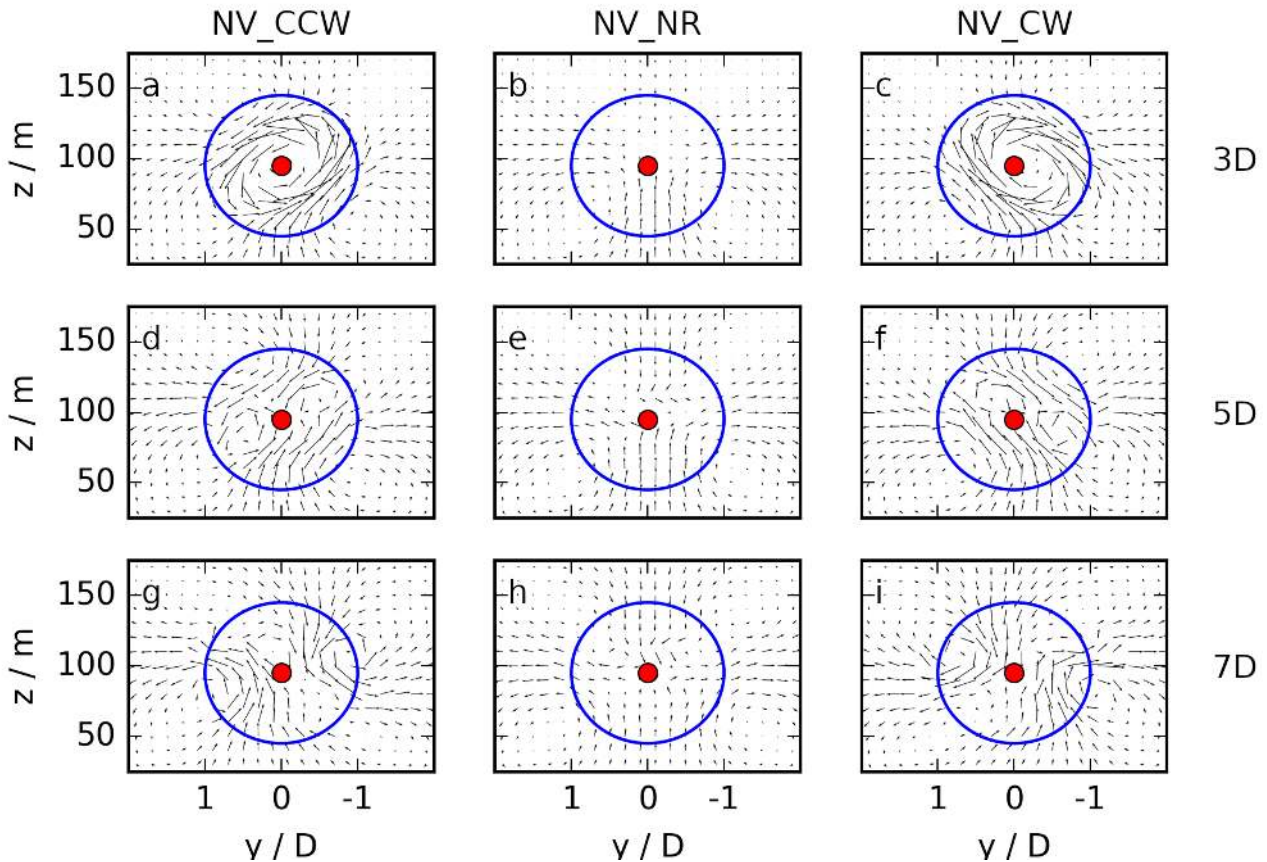 NV_CCW NV_NR NV_CW
a b c
150
100
50
z / m
3D
d e f
150
100
50
z / m
5D
g h i
150
100
50
z / m
7D
1 0 -1 1 0 -1 1 0 -1
y / D y / D y / D